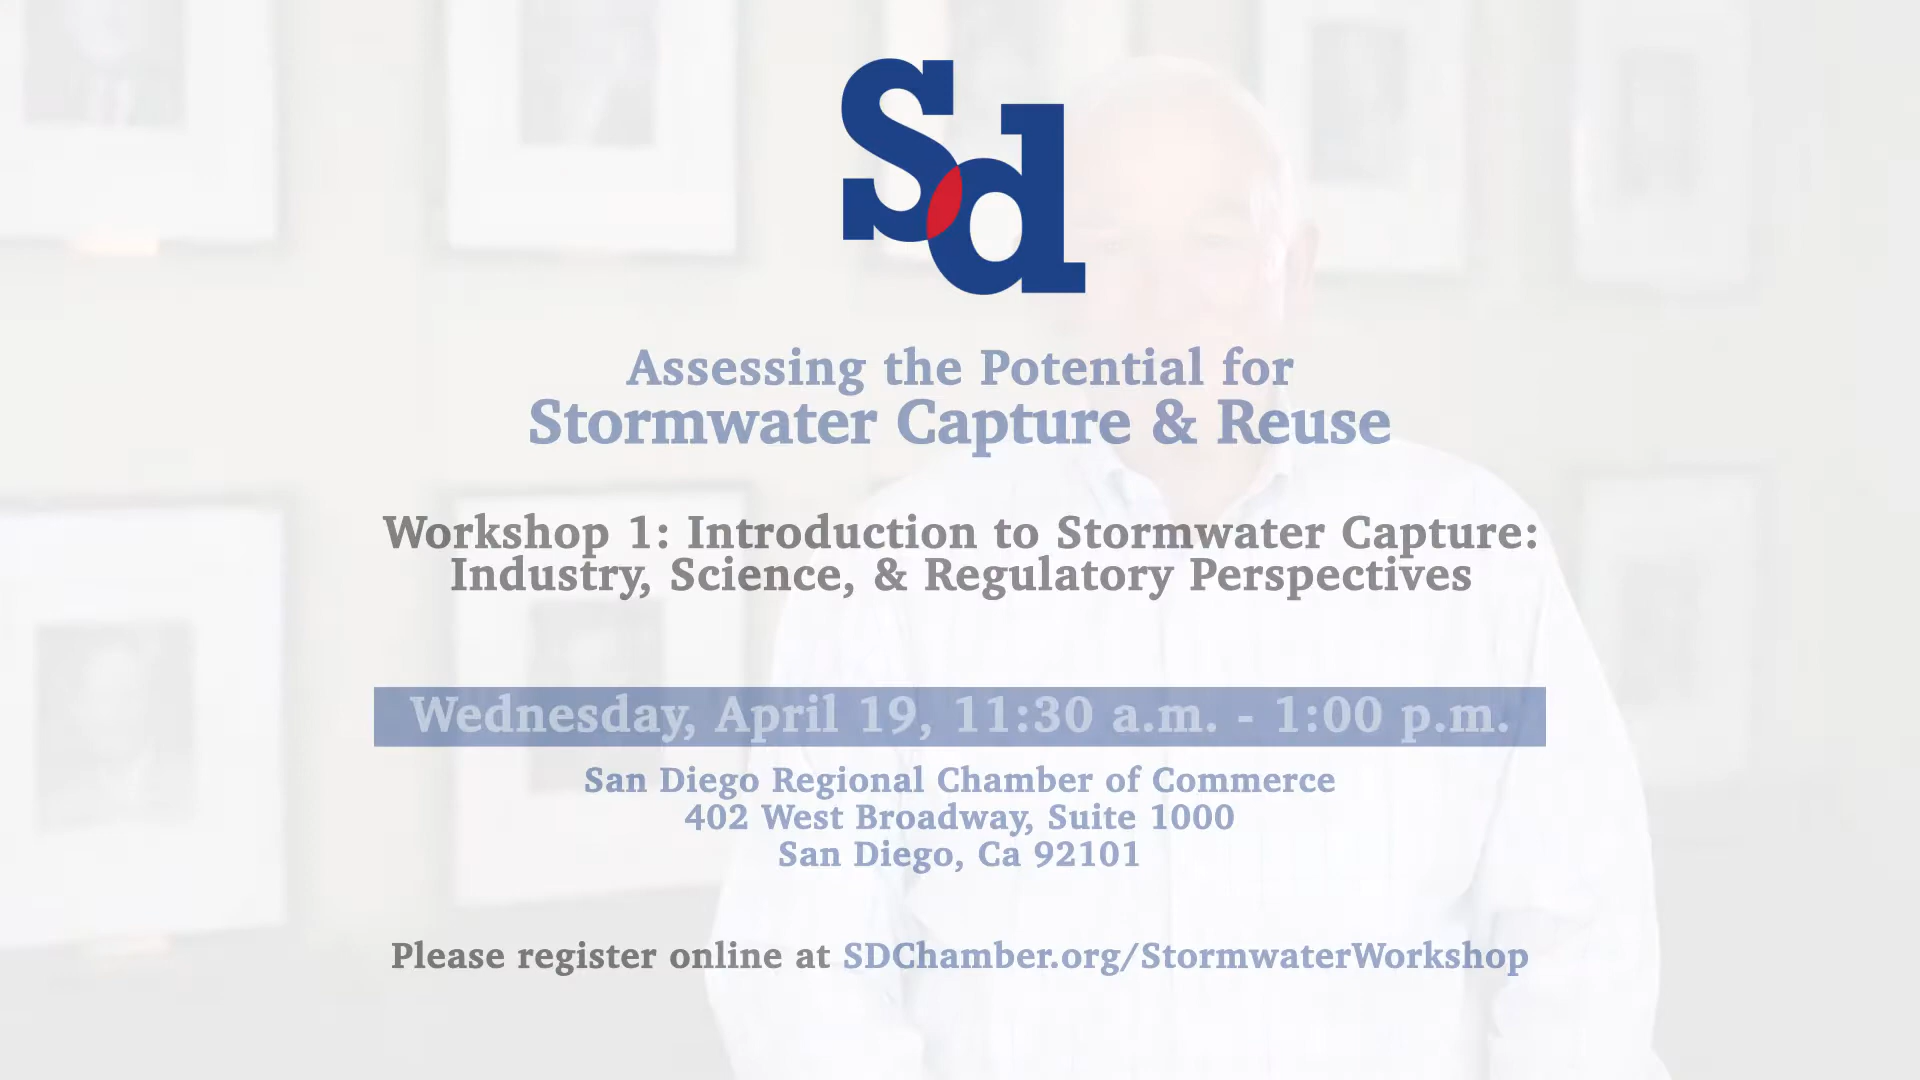 Sd
Assessing the Potential for
Stormwater Capture & Reuse
Workshop 1: Introduction to Stormwater Capture:
Industry, Science, & Regulatory Perspectives
Wednesday, April 19, 11:30 a.m. - 1:00 p.m.
San Diego Regional Chamber of Commerce
402 West Broadway, Suite 1000
San Diego, Ca 92101
Please register online at SDChamber.org/StormwaterWorkshop